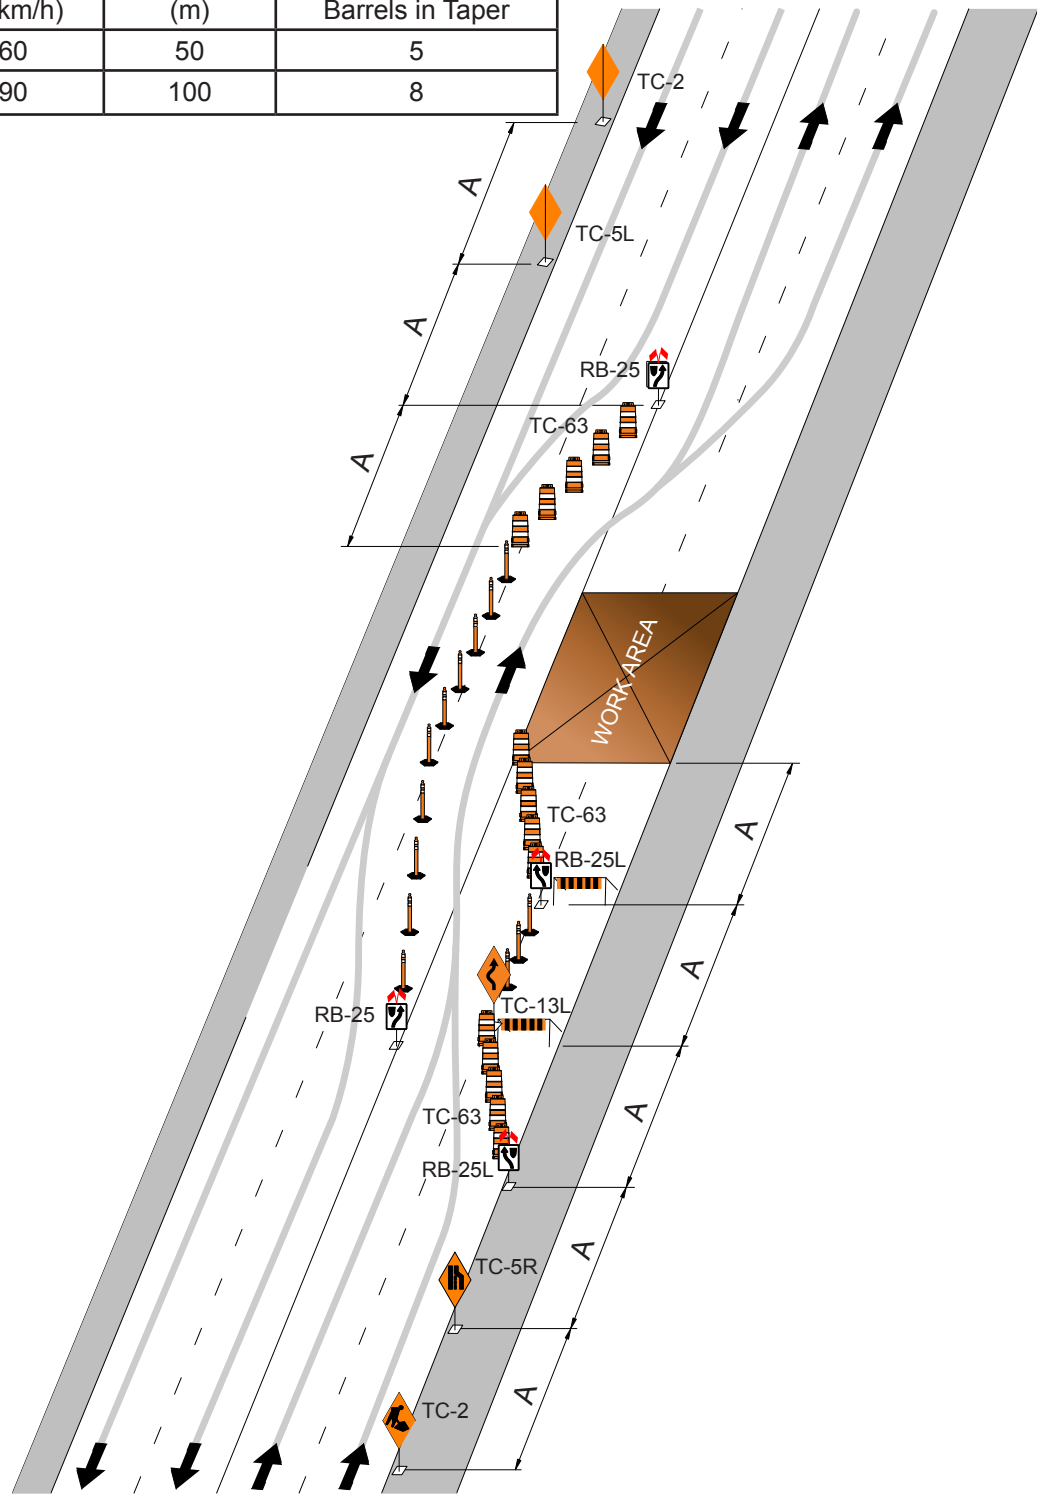 km/h) (m) Barrels in Taper
60 50 5
90 100 8
TC-2
A
TC-5L
A
RB-25
TC-63
A
WORK AREA
TC-63
A
RB-25L
A
TC-13L
RB-25
A
TC-63
RB-25L
A
TC-5R
A
TC-2